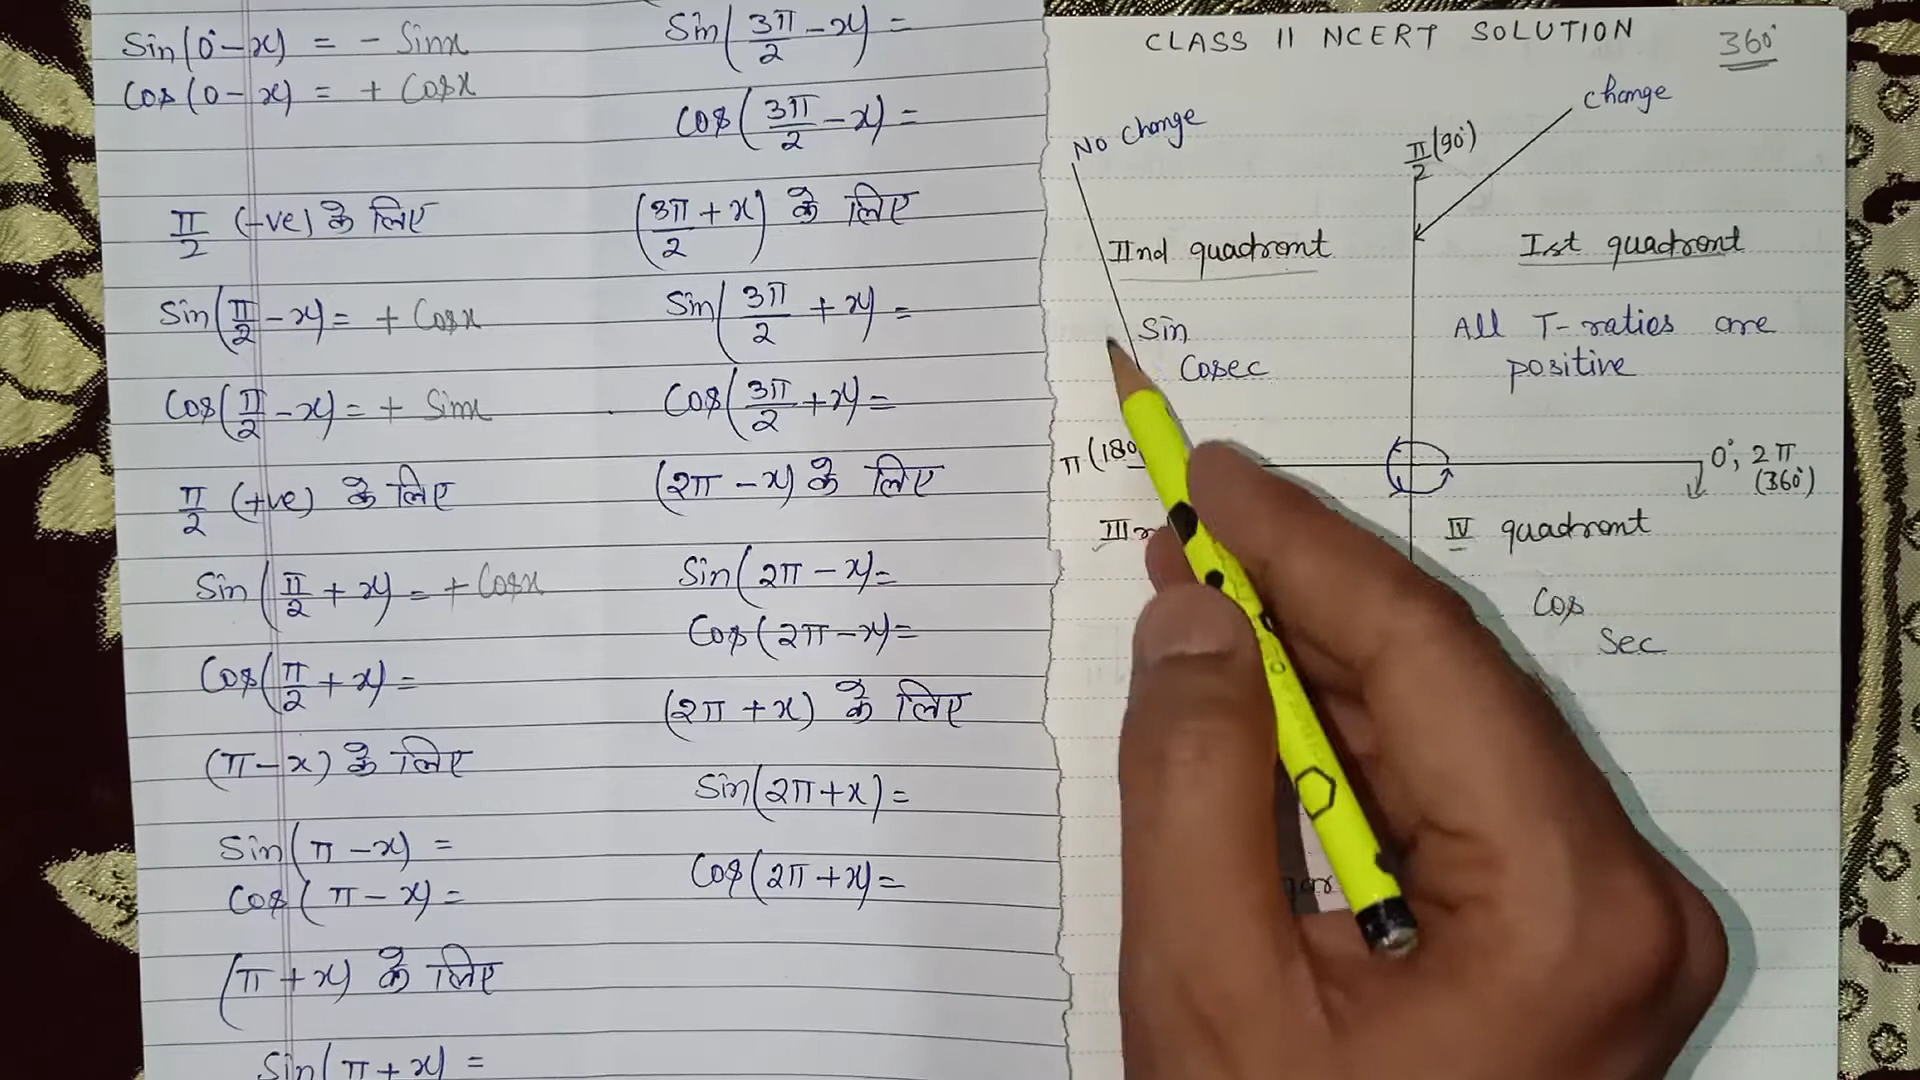 Sin(0°-x) = - Sinx
Cos(0-x) = + Cosx
π/2 (-ve) के लिए
Sin(π/2 - x) = + Cosx
Cos(π/2 - x) = + Sinx
π/2 (+ve) के लिए
Sin(π/2 + x) = + Cosx
Cos(π/2 + x) =
(π-x) के लिए
Sin(π-x) =
Cos(π-x) =
(π+x) के लिए
Sin(π+x) =
Sin(3π/2 - x) =
Cos(3π/2 - x) =
(3π/2 + x) के लिए
Sin(3π/2 + x) =
Cos(3π/2 + x) =
(2π-x) के लिए
Sin(2π-x) =
Cos(2π-x) =
(2π+x) के लिए
Sin(2π+x) =
Cos(2π+x) =
CLASS 11 NCERT SOLUTION
360°
No change
change
π/2 (90°)
IInd quadrant
Ist quadrant
Sin
Cosec
All T-ratios are
positive
π (180
0°, 2π
(360°)
III
IV quadrant
Cos
Sec